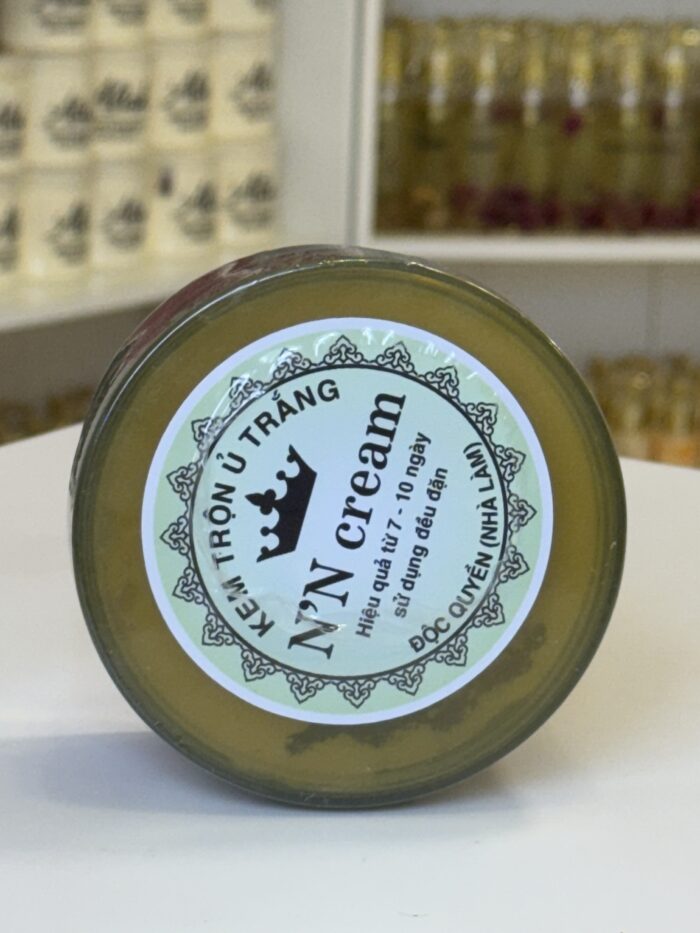 KEM TRỘN Ủ TRẮNG
N'N cream
Hiệu quả từ 7 - 10 ngày
sử dụng đều đặn
ĐỘC QUYỀN (NHÀ LÀM)